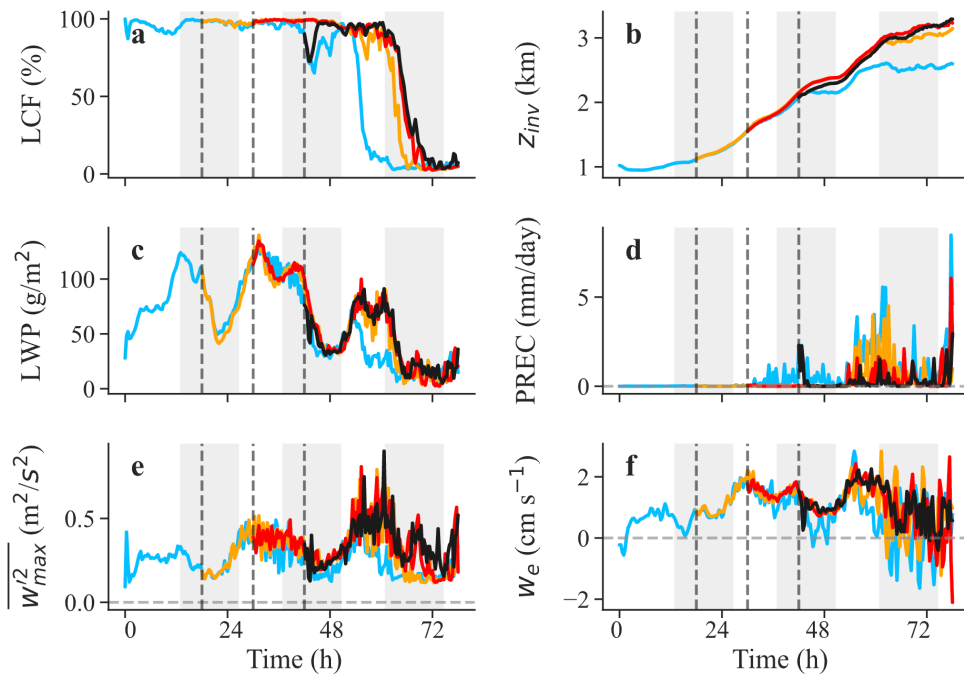 a
LCF (%)
100
50
0
b
z_inv (km)
3
2
1
c
LWP (g/m2)
100
50
0
d
PREC (mm/day)
5
0
e
w'²_max (m²/s²)
0.5
0.0
0 24 48 72
Time (h)
f
w_e (cm s⁻¹)
2
0
−2
0 24 48 72
Time (h)